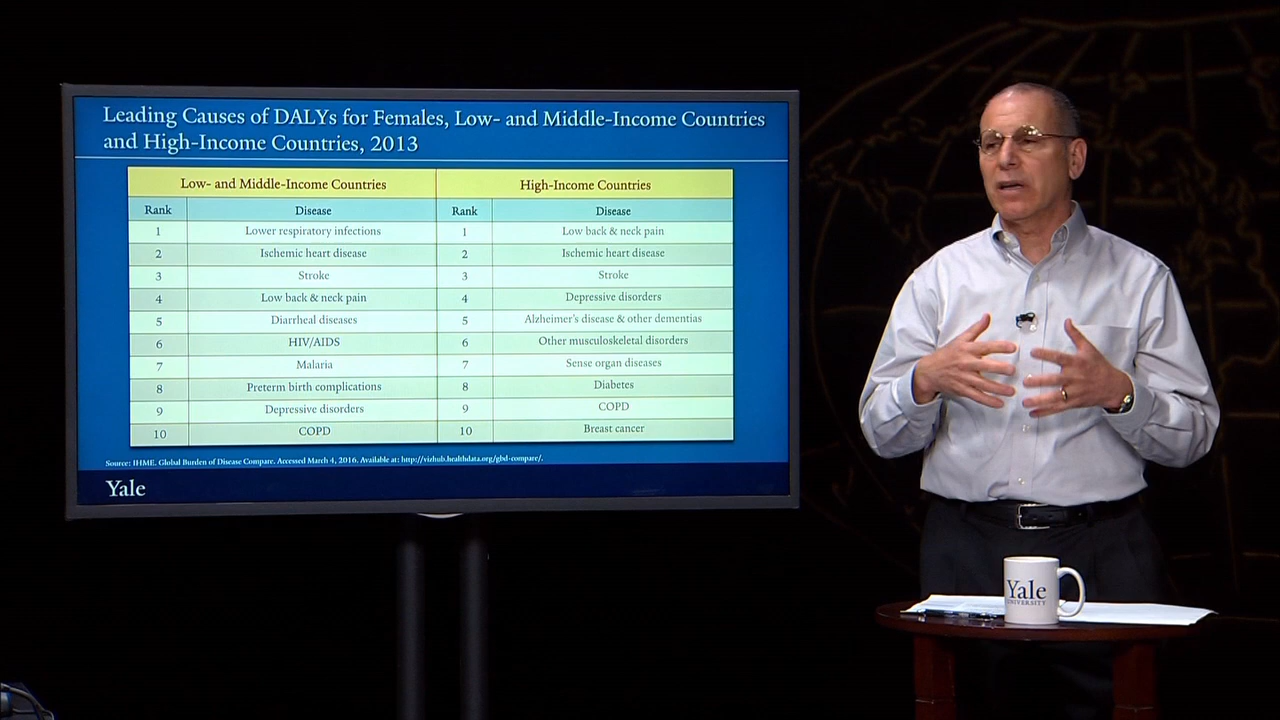 Leading Causes of DALYs for Females, Low- and Middle-Income Countries
and High-Income Countries, 2013
Low- and Middle-Income Countries High-Income Countries
Rank Disease Rank Disease
1 Lower respiratory infections 1 Low back & neck pain
2 Ischemic heart disease 2 Ischemic heart disease
3 Stroke 3 Stroke
4 Low back & neck pain 4 Depressive disorders
5 Diarrheal diseases 5 Alzheimer's disease & other dementias
6 HIV/AIDS 6 Other musculoskeletal disorders
7 Malaria 7 Sense organ diseases
8 Preterm birth complications 8 Diabetes
9 Depressive disorders 9 COPD
10 COPD 10 Breast cancer
Source: IHME. Global Burden of Disease Compare. Accessed March 4, 2016. Available at: http://vizhub.healthdata.org/gbd-compare/.
Yale
Yale
UNIVERSITY